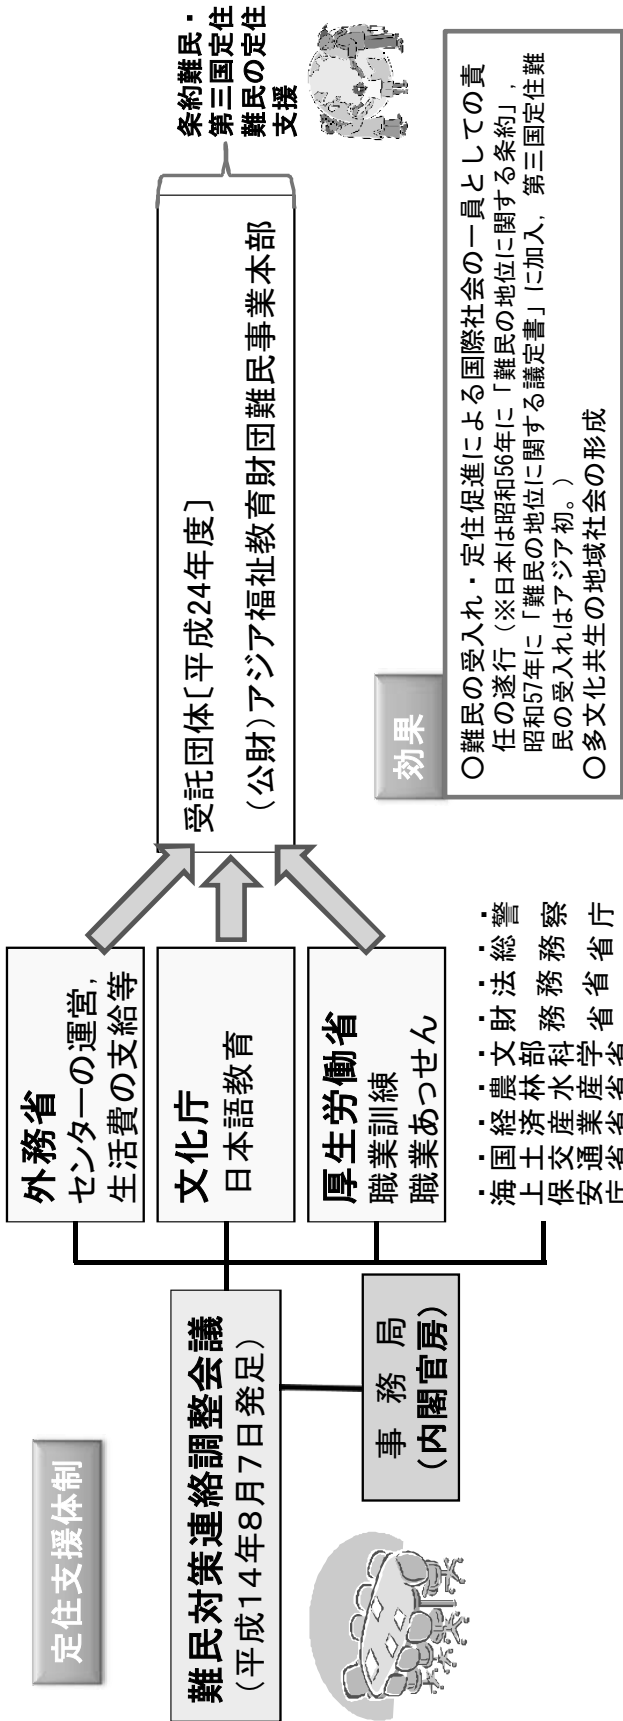 定住支援体制
難民対策連絡調整会議
(平成14年8月7日発足)
事務局
(内閣官房)
外務省
センターの運営,
生活費の支給等
文化庁
日本語教育
厚生労働省
職業訓練
職業あっせん
・警察庁
・総務省
・法務省
・財務省
・文部科学省
・農林水産省
・経済産業省
・国土交通省
・海上保安庁
受託団体〔平成24年度〕
(公財)アジア福祉教育財団難民事業本部
条約難民・
第三国定住
難民の定住
支援
効果
○難民の受入れ・定住促進による国際社会の一員としての責
任の遂行(※日本は昭和56年に「難民の地位に関する条約」,
昭和57年に「難民の地位に関する議定書」に加入, 第三国定住難
民の受入れはアジア初。)
○多文化共生の地域社会の形成